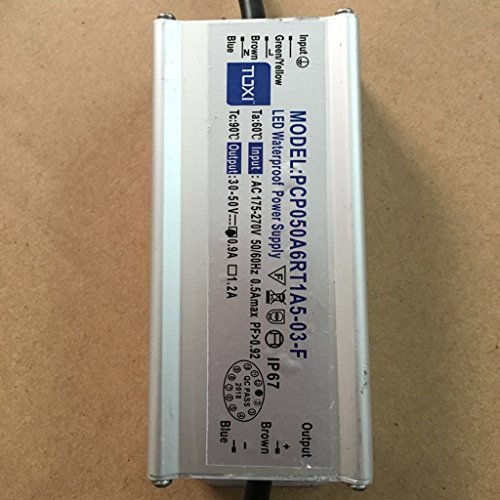 Input
Green/Yellow
Brown L
Blue N
TUXI
MODEL:PCP050A6RT1A5-03-F
LED Waterproof Power Supply
Ta:60℃ Input: AC 175-270V 50/60Hz 0.5Amax PF>0.92
Tc:90℃ Output: 30-50V 0.9A 1.2A
F IP67
QC PASS
2018
Output
+
Brown
-
Blue